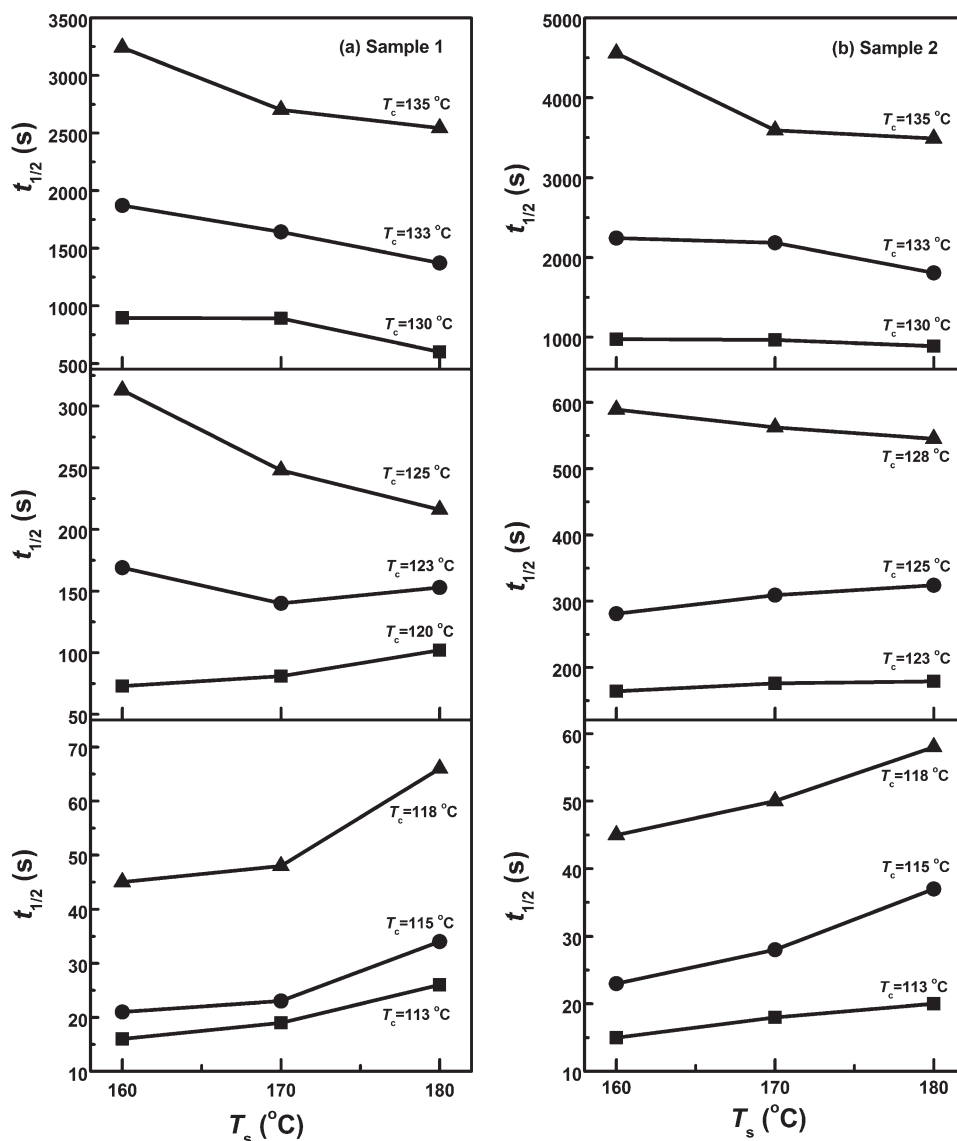 (a) Sample 1
3500
3000
2500
2000
1500
1000
500
t1/2 (s)
Tc=135 °C
Tc=133 °C
Tc=130 °C
300
250
200
150
100
50
t1/2 (s)
Tc=125 °C
Tc=123 °C
Tc=120 °C
70
60
50
40
30
20
10
t1/2 (s)
Tc=118 °C
Tc=115 °C
Tc=113 °C
160 170 180
Ts (°C)
(b) Sample 2
5000
4000
3000
2000
1000
t1/2 (s)
Tc=135 °C
Tc=133 °C
Tc=130 °C
600
500
400
300
200
t1/2 (s)
Tc=128 °C
Tc=125 °C
Tc=123 °C
60
50
40
30
20
10
t1/2 (s)
Tc=118 °C
Tc=115 °C
Tc=113 °C
160 170 180
Ts (°C)